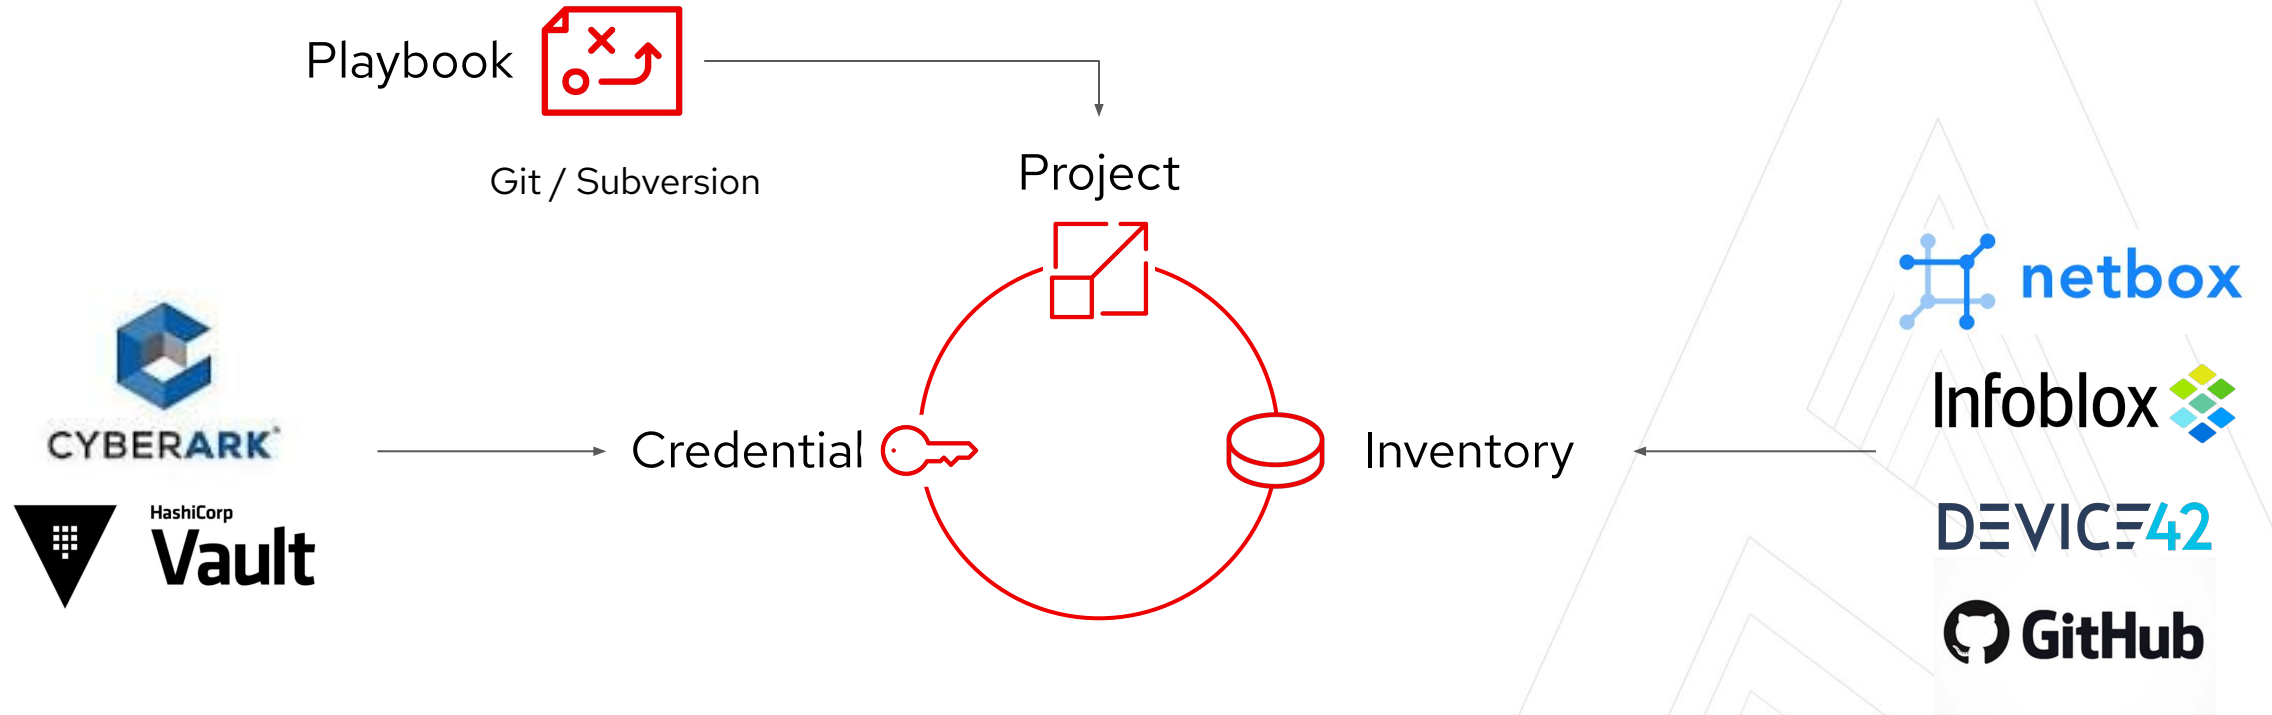 Playbook
Git / Subversion
Project
CYBERARK
HashiCorp
Vault
Credential
Inventory
netbox
Infoblox
DEVICE42
GitHub